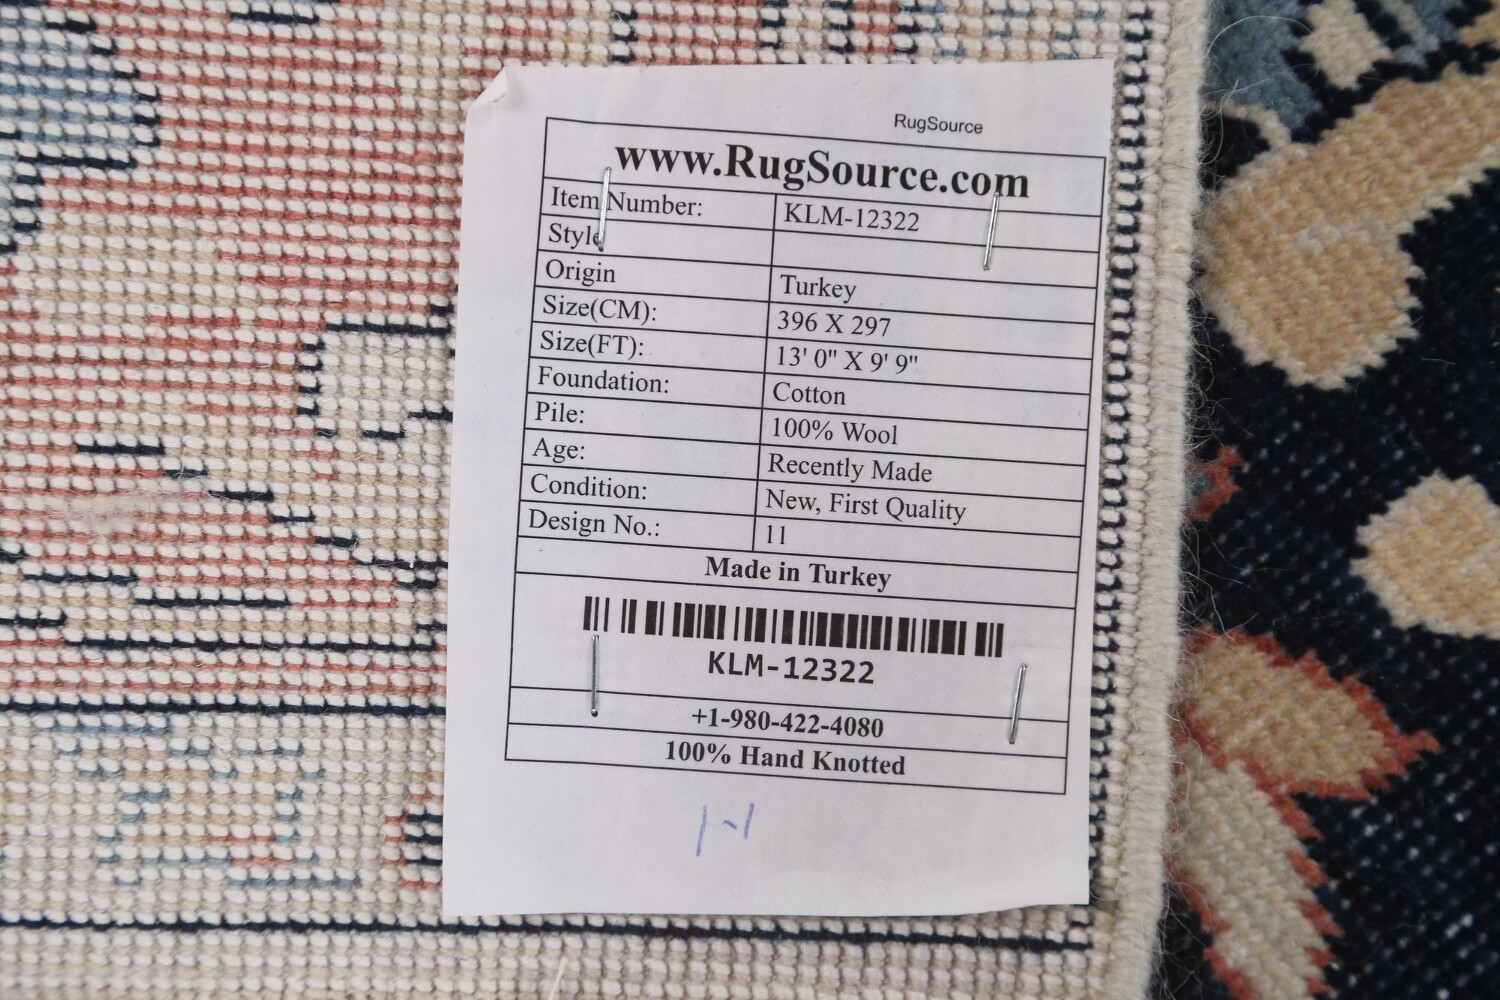 RugSource
www.RugSource.com
Item Number: KLM-12322
Style
Origin Turkey
Size(CM): 396 X 297
Size(FT): 13' 0" X 9' 9"
Foundation: Cotton
Pile: 100% Wool
Age: Recently Made
Condition: New, First Quality
Design No.: 11
Made in Turkey
KLM-12322
+1-980-422-4080
100% Hand Knotted
1-1